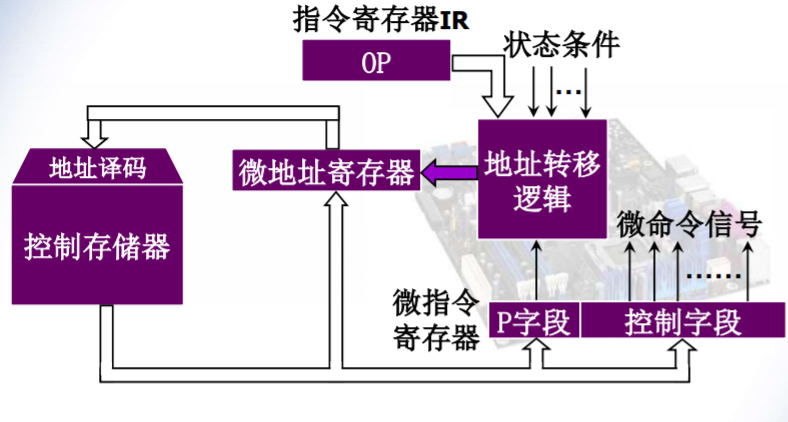 指令寄存器IR
OP
状态条件
...
地址译码
控制存储器
微地址寄存器
地址转移
逻辑
微命令信号
......
微指令
寄存器
P字段
控制字段